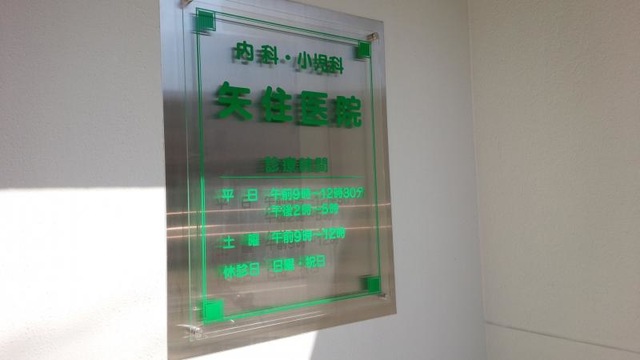 内科・小児科
矢住医院
診療時間
平日 午前9時～12時30分
午後2時～5時
土曜 午前9時～12時
休診日 日曜・祝日